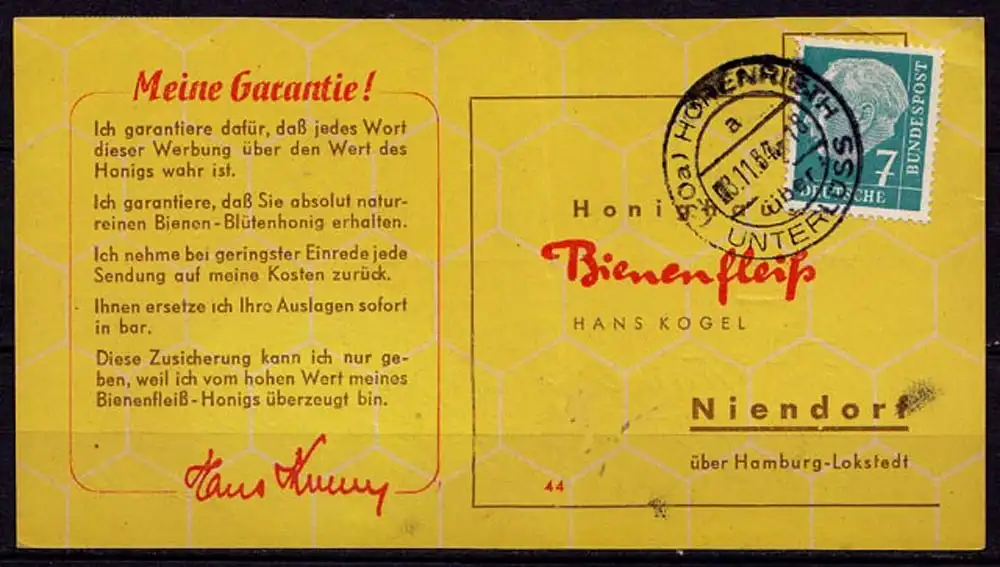 Meine Garantie!
Ich garantiere dafür, daß jedes Wort
dieser Werbung über den Wert des
Honigs wahr ist.
Ich garantiere, daß Sie absolut natur-
reinen Bienen-Blütenhonig erhalten.
Ich nehme bei geringster Einrede jede
Sendung auf meine Kosten zurück.
Ihnen ersetze ich Ihre Auslagen sofort
in bar.
Diese Zusicherung kann ich nur ge-
ben, weil ich vom hohen Wert meines
Bienenfleiß-Honigs überzeugt bin.
Hans
(20a) HOHENRIETH
a
über
UNTERLÜSS
7
DEUTSCHE
BUNDESPOST
Bienenfleiß
HANS KOGEL
Niendorf
über Hamburg-Lokstedt
44